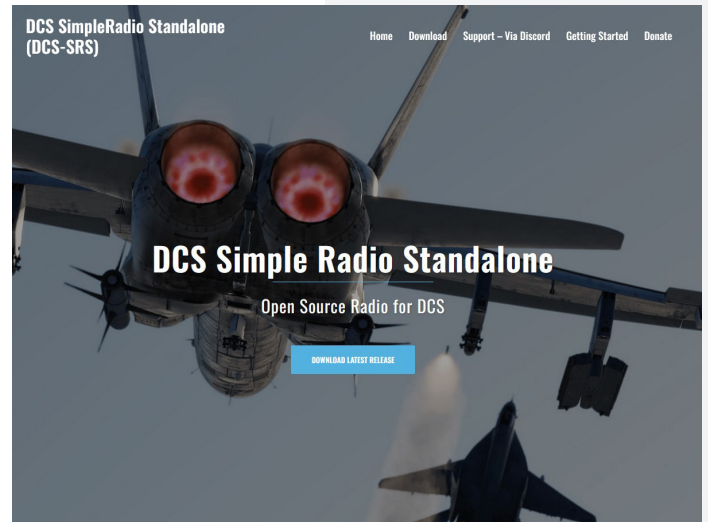 DCS SimpleRadio Standalone
(DCS-SRS)
Home Download Support – Via Discord Getting Started Donate
DCS Simple Radio Standalone
Open Source Radio for DCS
DOWNLOAD LATEST RELEASE